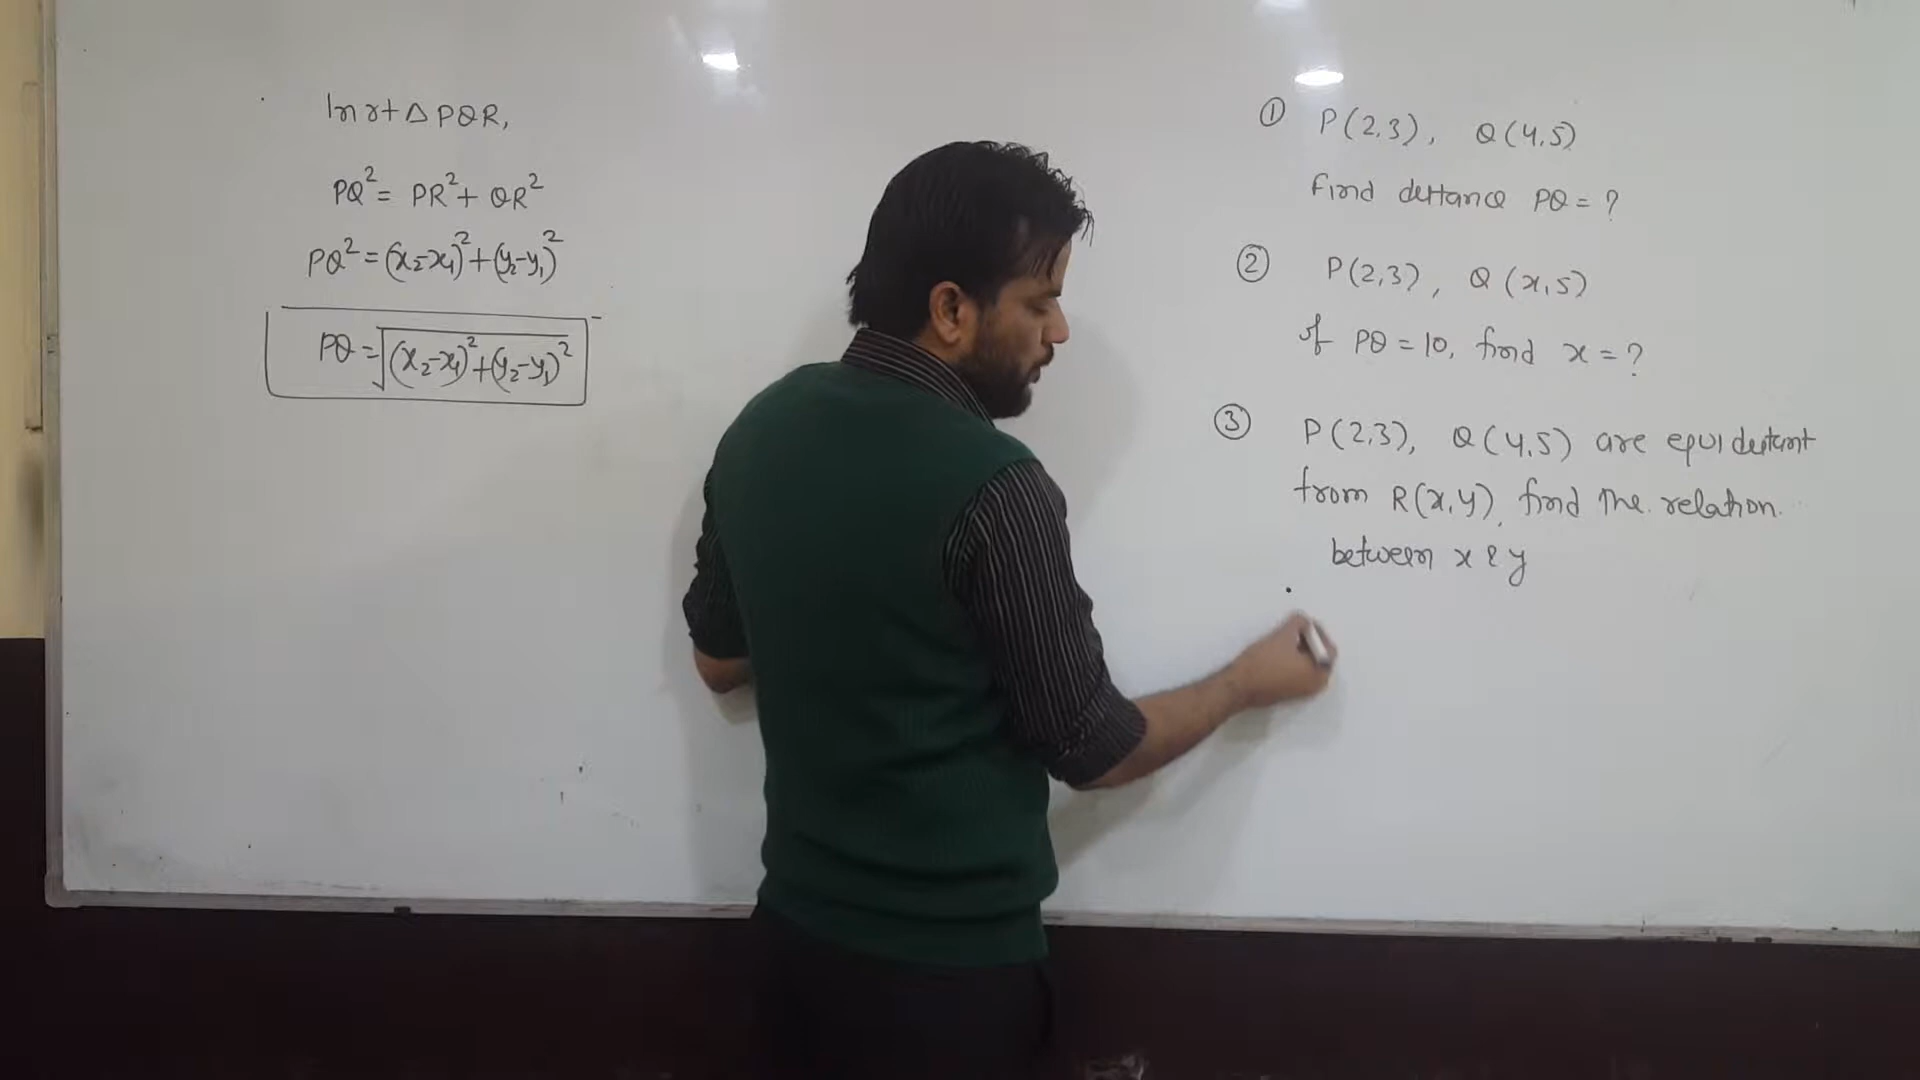 In rt △ PQR,
PQ² = PR² + QR²
PQ² = (x₂-x₁)² + (y₂-y₁)²
PQ = √(x₂-x₁)² + (y₂-y₁)²
① P(2,3), Q(4,5)
Find distance PQ = ?
② P(2,3), Q(x,5)
if PQ = 10, find x = ?
③ P(2,3), Q(4,5) are equidistant
from R(x,y), find the relation
between x & y